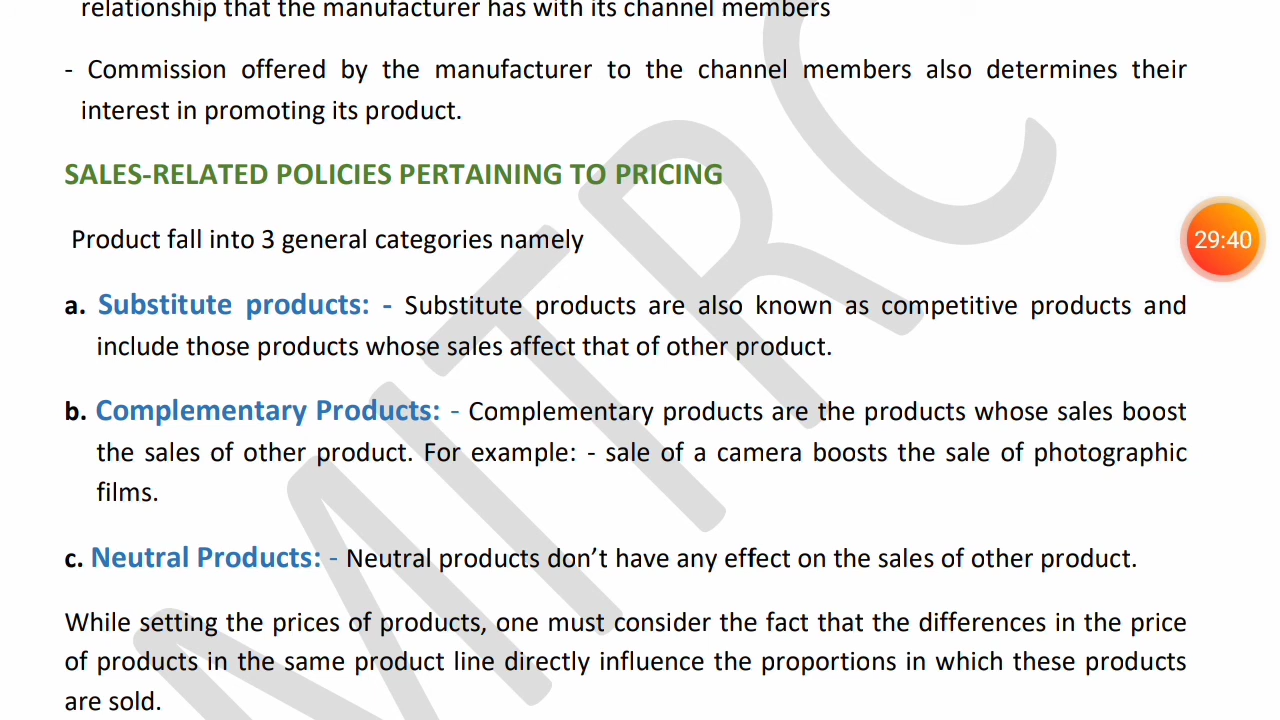 relationship that the manufacturer has with its channel members
- Commission offered by the manufacturer to the channel members also determines their
interest in promoting its product.
SALES-RELATED POLICIES PERTAINING TO PRICING
Product fall into 3 general categories namely
29:40
a. Substitute products: - Substitute products are also known as competitive products and
include those products whose sales affect that of other product.
b. Complementary Products: - Complementary products are the products whose sales boost
the sales of other product. For example: - sale of a camera boosts the sale of photographic
films.
c. Neutral Products: - Neutral products don’t have any effect on the sales of other product.
While setting the prices of products, one must consider the fact that the differences in the price
of products in the same product line directly influence the proportions in which these products
are sold.
MITRC